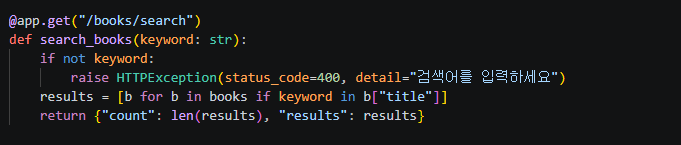 @app.get("/books/search")
def search_books(keyword: str):
    if not keyword:
        raise HTTPException(status_code=400, detail="검색어를 입력하세요")
    results = [b for b in books if keyword in b["title"]]
    return {"count": len(results), "results": results}